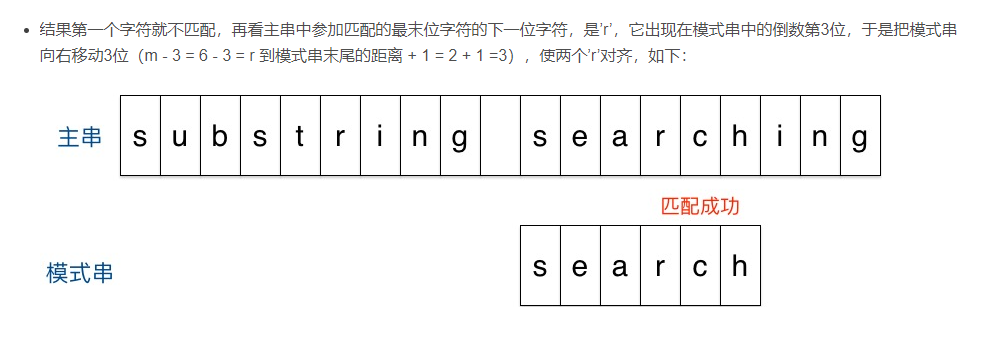 结果第一个字符就不匹配，再看主串中参加匹配的最末位字符的下一位字符，是'r'，它出现在模式串中的倒数第3位，于是把模式串
向右移动3位（m - 3 = 6 - 3 = r 到模式串末尾的距离 + 1 = 2 + 1 =3），使两个'r'对齐，如下：
主串 s u b s t r i n g s e a r c h i n g
匹配成功
模式串 s e a r c h